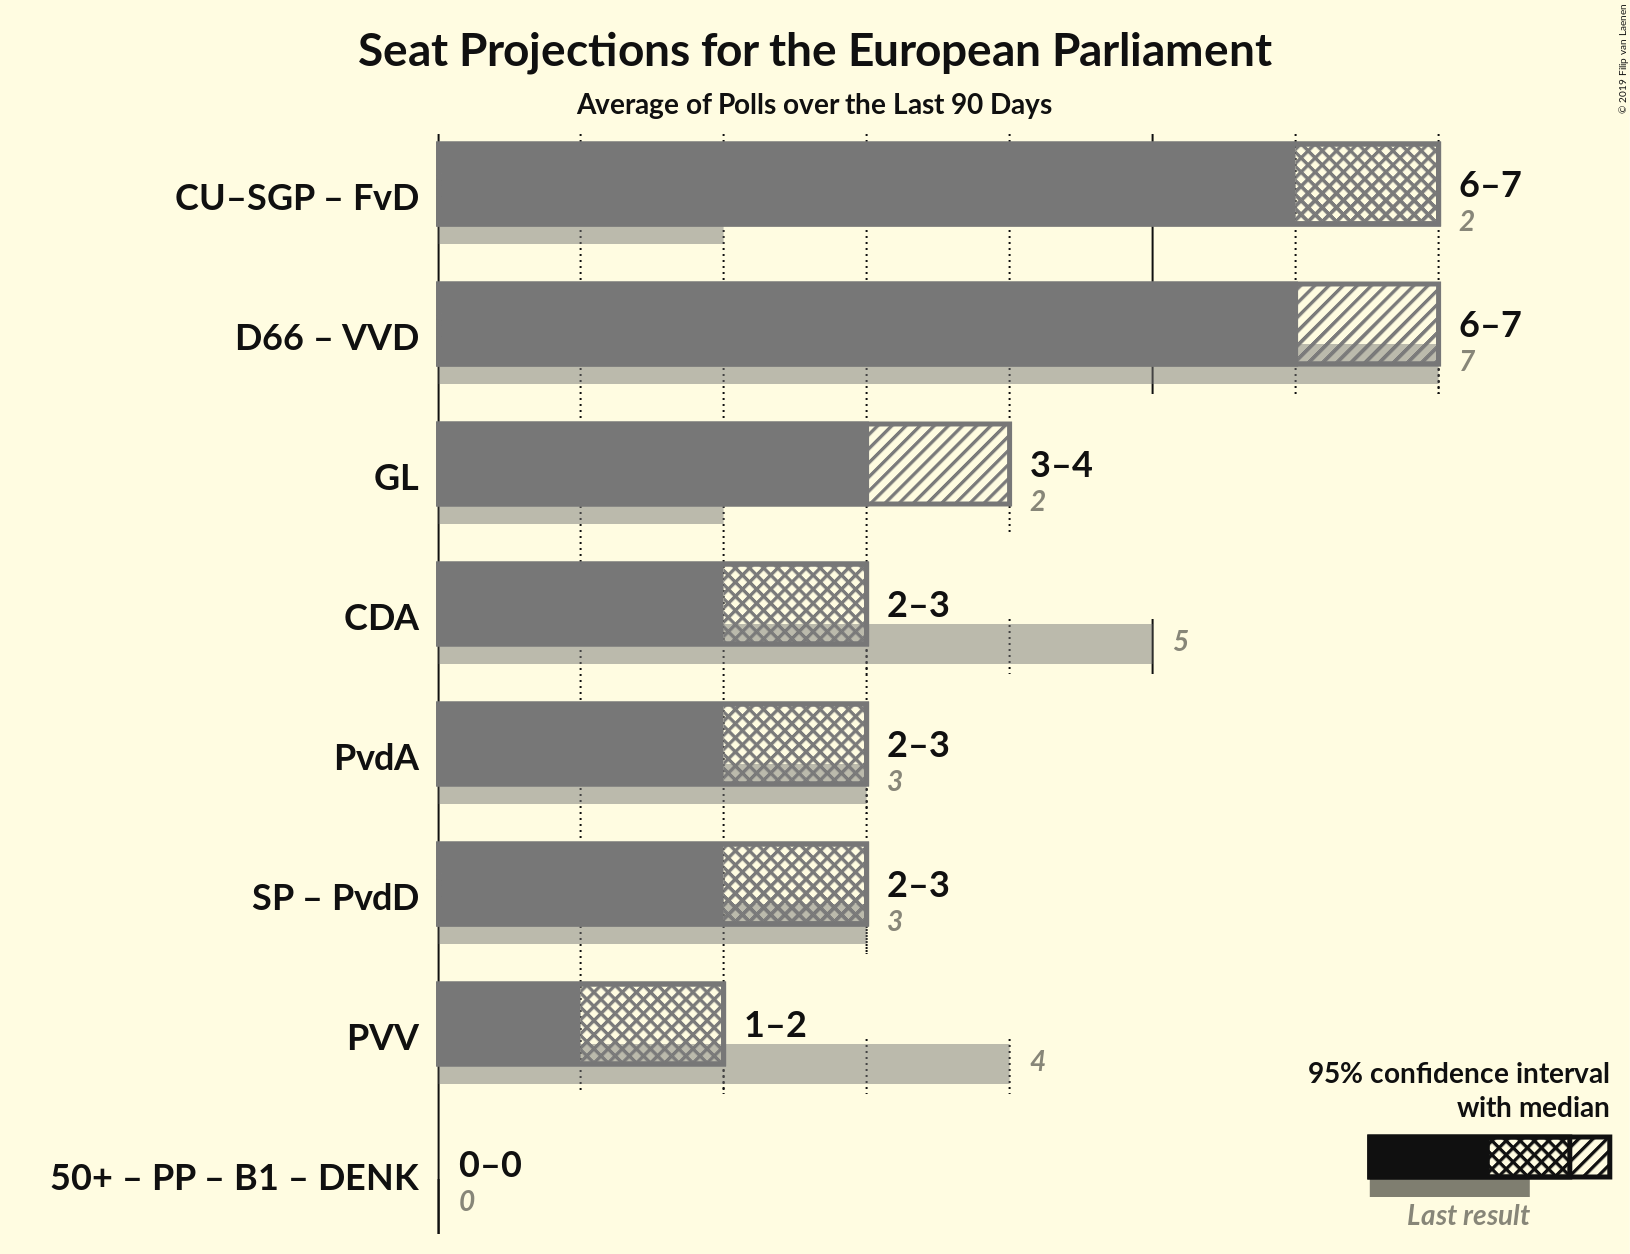 Seat Projections for the European Parliament
Average of Polls over the Last 90 Days
© 2019 Filip van Laenen
CU–SGP – FvD
6–7
2
D66 – VVD
6–7
7
GL
3–4
2
CDA
2–3
5
PvdA
2–3
3
SP – PvdD
2–3
3
PVV
1–2
4
50+ – PP – B1 – DENK
0–0
0
95% confidence interval
with median
Last result